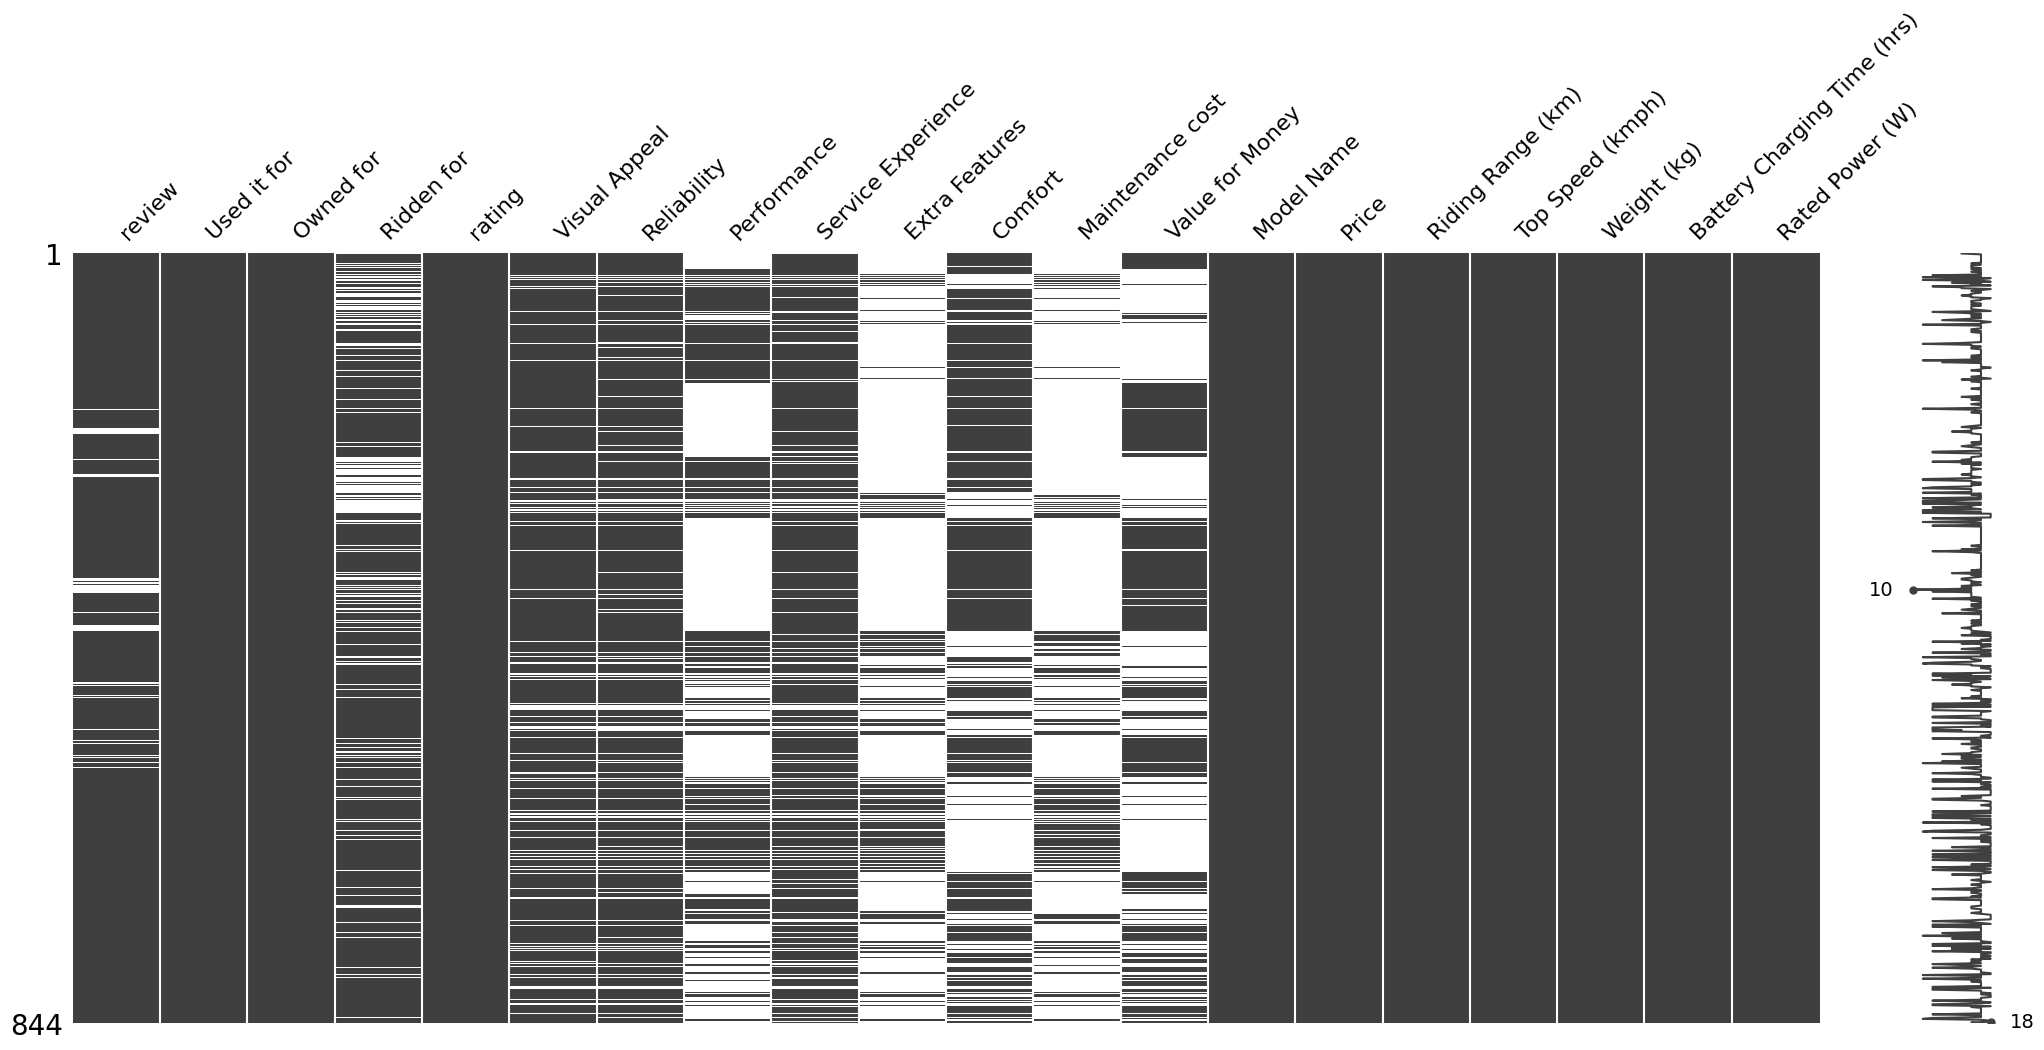 review
Used it for
Owned for
Ridden for
rating
Visual Appeal
Reliability
Performance
Service Experience
Extra Features
Comfort
Maintenance cost
Value for Money
Model Name
Price
Riding Range (km)
Top Speed (kmph)
Weight (kg)
Battery Charging Time (hrs)
Rated Power (W)
1
10
844
18